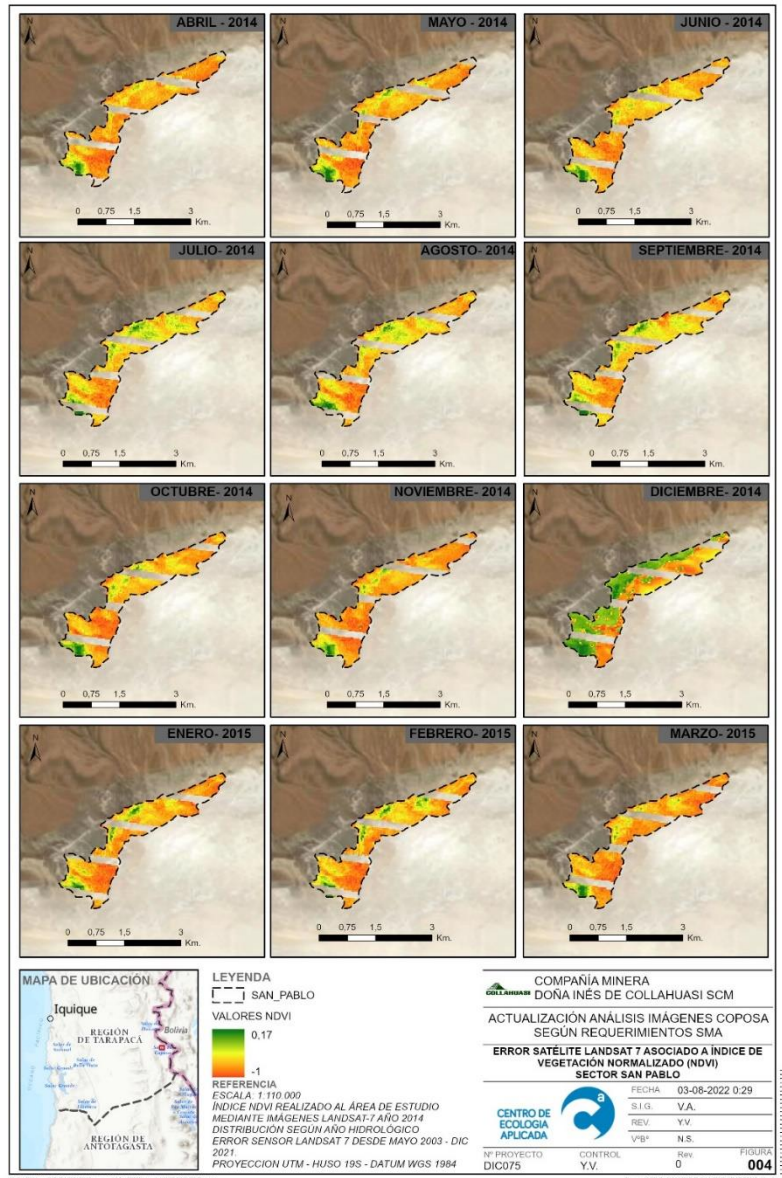 ABRIL - 2014
MAYO - 2014
JUNIO - 2014
N
N
N
0 0,75 1,5 3
Km.
0 0,75 1,5 3
Km.
0 0,75 1,5 3
Km.
JULIO- 2014
AGOSTO- 2014
SEPTIEMBRE- 2014
N
N
N
0 0,75 1,5 3
Km.
0 0,75 1,5 3
Km.
0 0,75 1,5 3
Km.
OCTUBRE- 2014
NOVIEMBRE - 2014
DICIEMBRE - 2014
N
N
N
0 0,75 1,5 3
Km.
0 0,75 1,5 3
Km.
0 0,75 1,5 3
Km.
ENERO- 2015
FEBRERO- 2015
MARZO- 2015
N
N
N
0 0,75 1,5 3
Km.
0 0,75 1,5 3
Km.
0 0,75 1,5 3
Km.
MAPA DE UBICACIÓN
Iquique
REGIÓN
DE TARAPACÁ
Bolivia
REGIÓN DE
ANTOFAGASTA
LEYENDA
SAN_PABLO
VALORES NDVI
0.17
-1
REFERENCIA
ESCALA: 1:110.000
ÍNDICE NDVI REALIZADO AL ÁREA DE ESTUDIO
MEDIANTE IMÁGENES LANDSAT-7 AÑO 2014
DISTRIBUCIÓN SEGÚN AÑO HIDROLÓGICO
ERROR SENSOR LANDSAT 7 DESDE MAYO 2003 - DIC
2021.
PROYECCION UTM - HUSO 19S - DATUM WGS 1984
COLLAHUASI
COMPAÑÍA MINERA
DOÑA INÉS DE COLLAHUASI SCM
ACTUALIZACIÓN ANÁLISIS IMÁGENES COPOSA
SEGÚN REQUERIMIENTOS SMA
ERROR SATÉLITE LANDSAT 7 ASOCIADO A ÍNDICE DE
VEGETACIÓN NORMALIZADO (NDVI)
SECTOR SAN PABLO
CENTRO DE
ECOLOGIA
APLICADA
a
FECHA 03-08-2022 0:29
S.I.G. V.A.
REV. Y.V.
VºBº N.S.
Nº PROYECTO
DIC075
CONTROL
Y.V.
Rev.
0
FIGURA
004